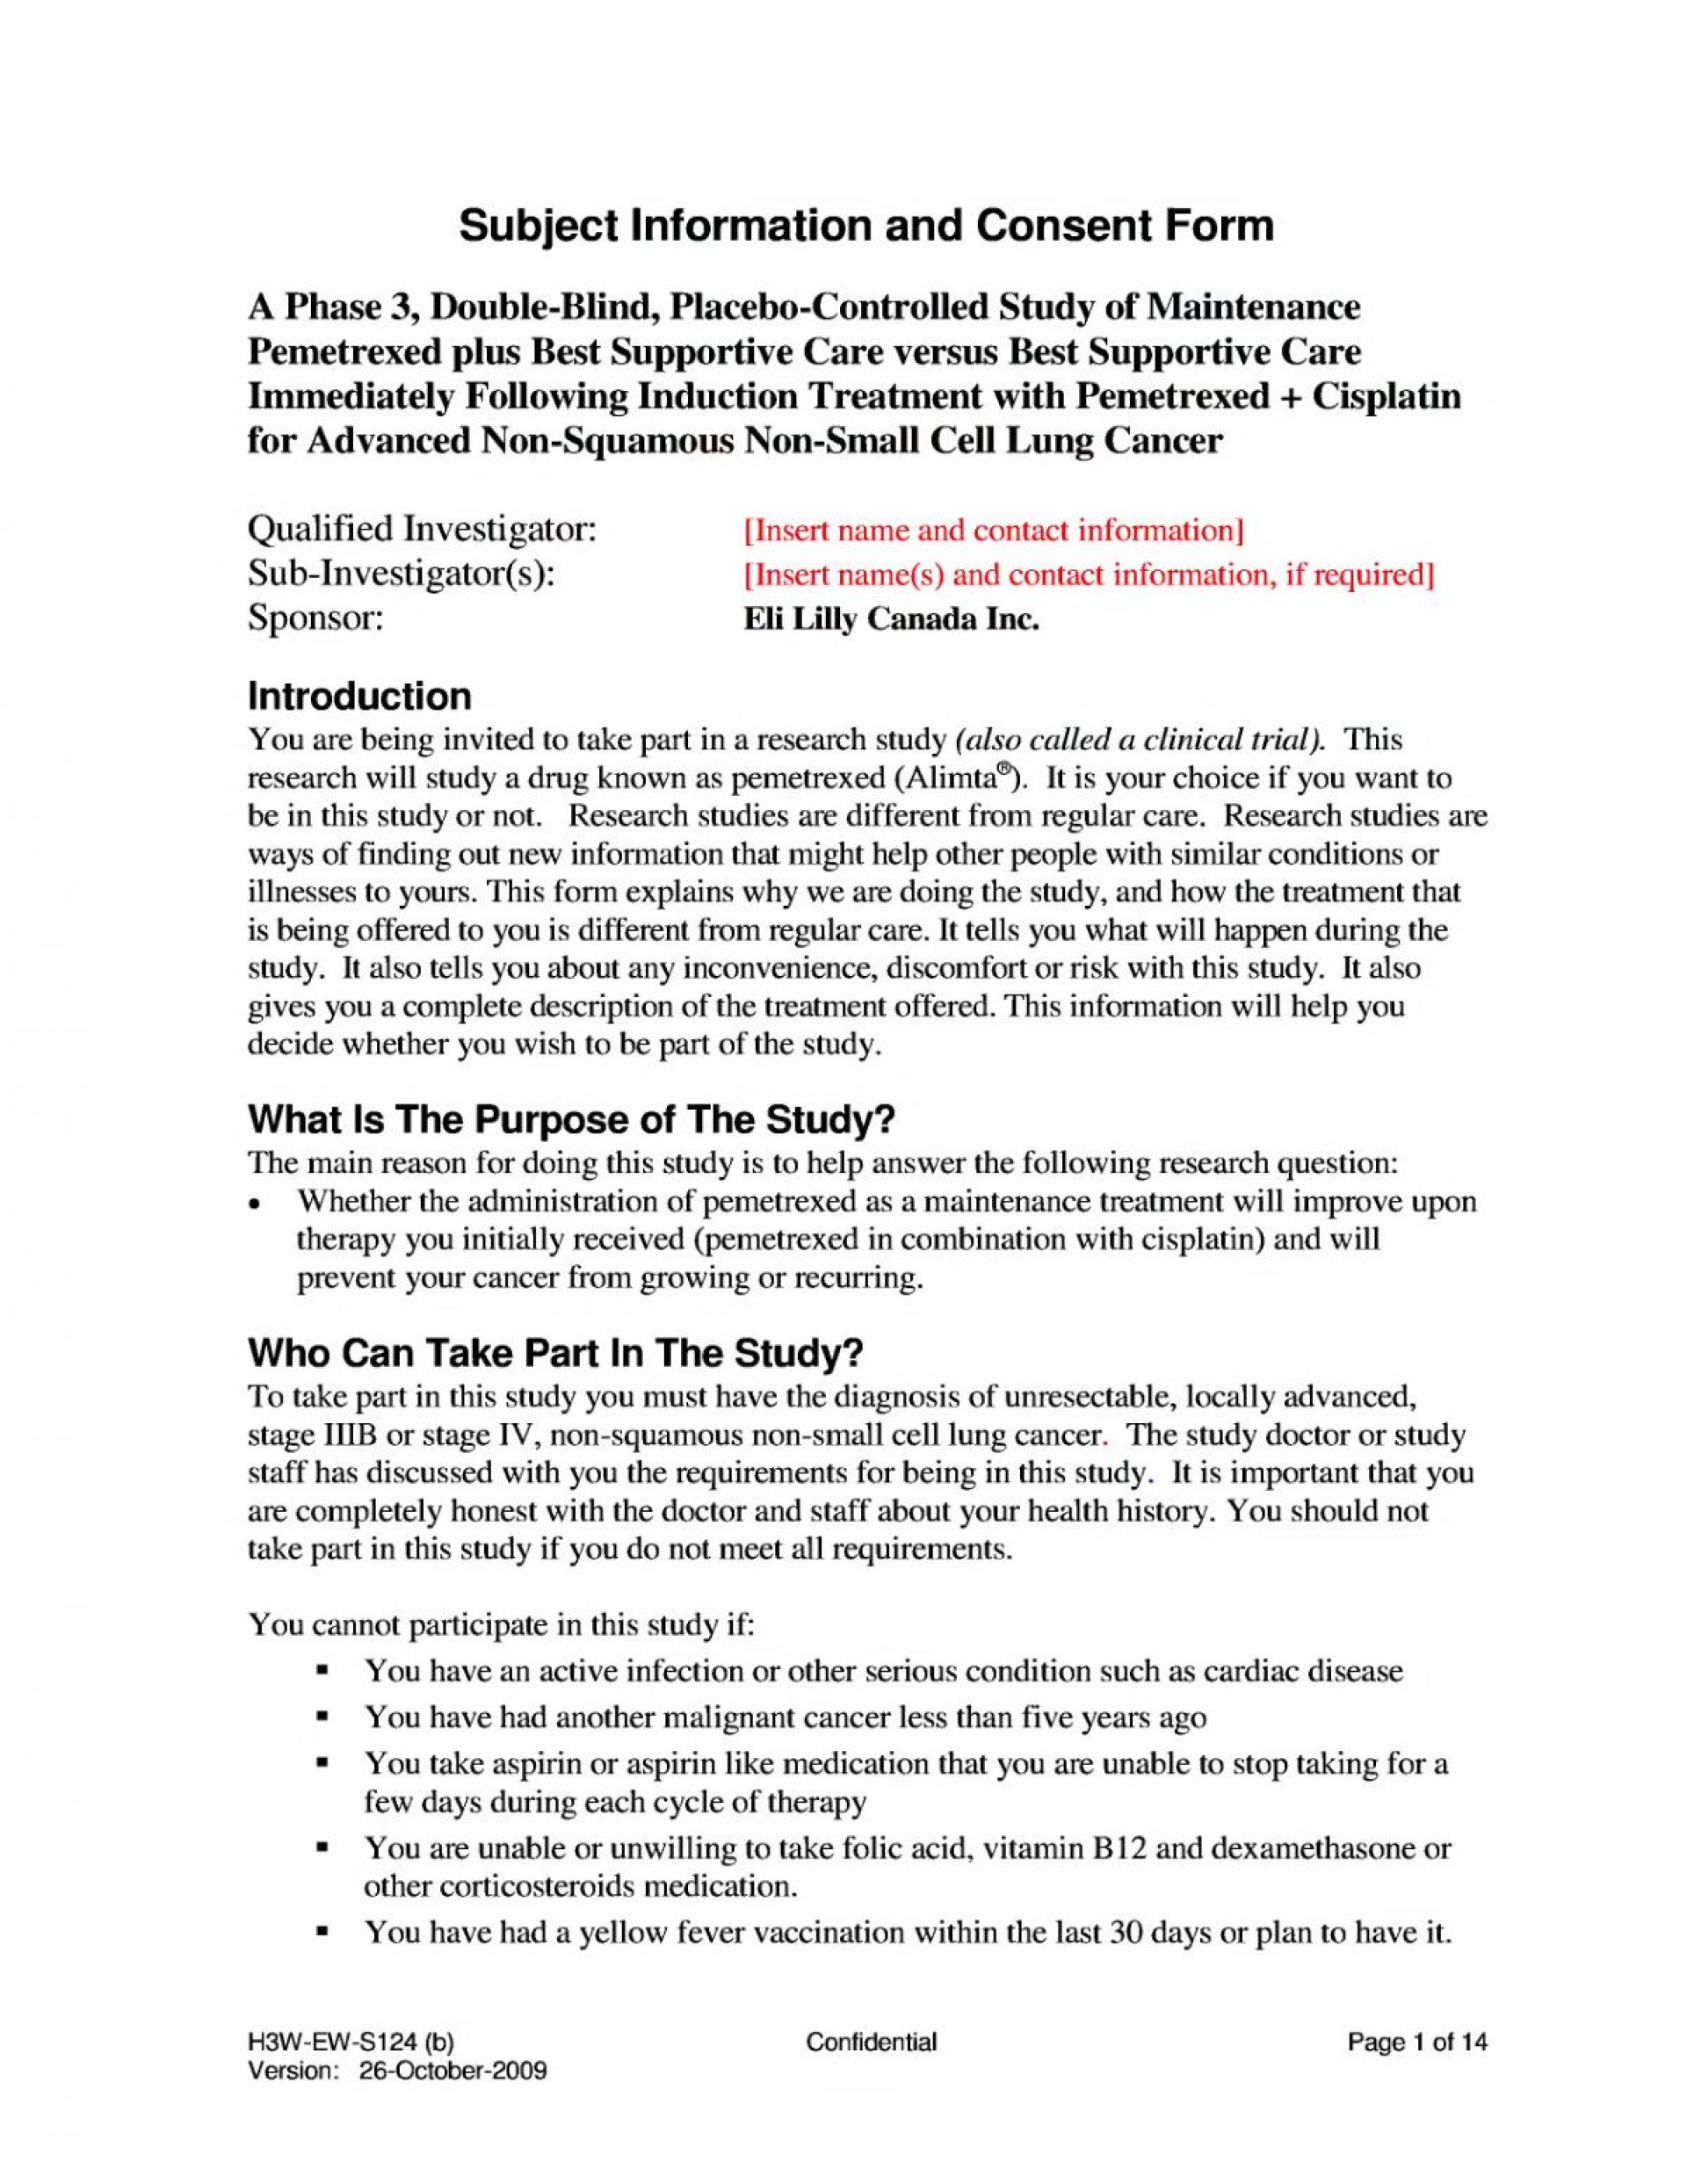 Subject Information and Consent Form
A Phase 3, Double-Blind, Placebo-Controlled Study of Maintenance
Pemetrexed plus Best Supportive Care versus Best Supportive Care
Immediately Following Induction Treatment with Pemetrexed + Cisplatin
for Advanced Non-Squamous Non-Small Cell Lung Cancer
Qualified Investigator: [Insert name and contact information]
Sub-Investigator(s): [Insert name(s) and contact information, if required]
Sponsor: Eli Lilly Canada Inc.
Introduction
You are being invited to take part in a research study (also called a clinical trial). This
research will study a drug known as pemetrexed (Alimta®). It is your choice if you want to
be in this study or not. Research studies are different from regular care. Research studies are
ways of finding out new information that might help other people with similar conditions or
illnesses to yours. This form explains why we are doing the study, and how the treatment that
is being offered to you is different from regular care. It tells you what will happen during the
study. It also tells you about any inconvenience, discomfort or risk with this study. It also
gives you a complete description of the treatment offered. This information will help you
decide whether you wish to be part of the study.
What Is The Purpose of The Study?
The main reason for doing this study is to help answer the following research question:
• Whether the administration of pemetrexed as a maintenance treatment will improve upon
therapy you initially received (pemetrexed in combination with cisplatin) and will
prevent your cancer from growing or recurring.
Who Can Take Part In The Study?
To take part in this study you must have the diagnosis of unresectable, locally advanced,
stage IIIB or stage IV, non-squamous non-small cell lung cancer. The study doctor or study
staff has discussed with you the requirements for being in this study. It is important that you
are completely honest with the doctor and staff about your health history. You should not
take part in this study if you do not meet all requirements.
You cannot participate in this study if:
▪ You have an active infection or other serious condition such as cardiac disease
▪ You have had another malignant cancer less than five years ago
▪ You take aspirin or aspirin like medication that you are unable to stop taking for a
few days during each cycle of therapy
▪ You are unable or unwilling to take folic acid, vitamin B12 and dexamethasone or
other corticosteroids medication.
▪ You have had a yellow fever vaccination within the last 30 days or plan to have it.
H3W-EW-S124 (b) Confidential Page 1 of 14
Version: 26-October-2009